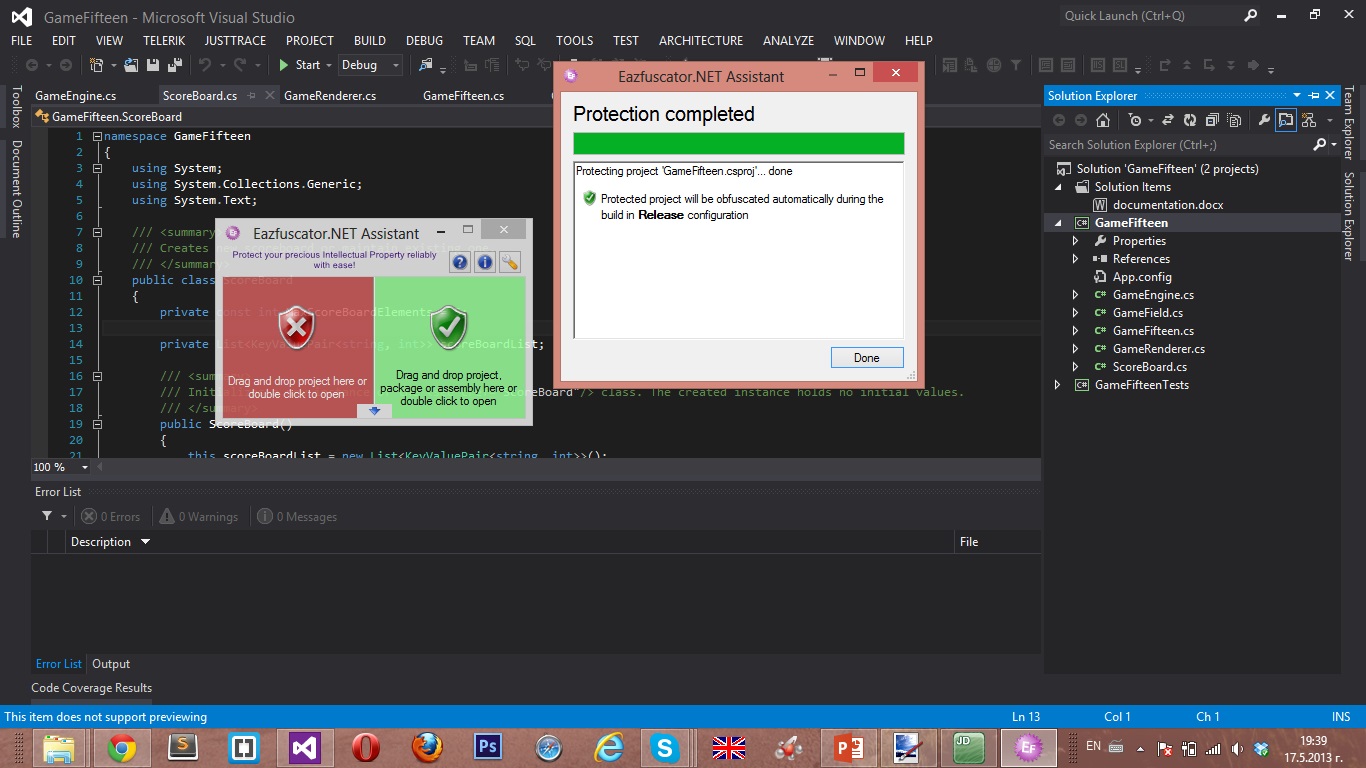 GameFifteen - Microsoft Visual Studio
Quick Launch (Ctrl+Q)
FILE EDIT VIEW TELERIK JUSTTRACE PROJECT BUILD DEBUG TEAM SQL TOOLS TEST ARCHITECTURE ANALYZE WINDOW HELP
Start Debug
Toolbox
Document Outline
GameEngine.cs ScoreBoard.cs GameRenderer.cs GameFifteen.cs
GameFifteen.ScoreBoard
1 namespace GameFifteen
2 {
3 using System;
4 using System.Collections.Generic;
5 using System.Text;
6
7 /// <summary>
8 /// Creates
9 /// </summary>
10 public class ScoreBoard
11 {
12 private const int ScoreBoardElements
13
14 private List<KeyValuePair<string, int>> scoreBoardList;
15
16 /// <summary>
17 /// ScoreBoard"/> class. The created instance holds no initial values.
18 /// </summary>
19 public ScoreBoard()
20 {
21 this.scoreBoardList = new List<KeyValuePair<string, int>>();
Eazfuscator.NET Assistant
Protect your precious Intellectual Property reliably
with ease!
Drag and drop project here or
double click to open
Drag and drop project,
package or assembly here or
double click to open
Eazfuscator.NET Assistant
Protection completed
Protecting project 'GameFifteen.csproj'... done
Protected project will be obfuscated automatically during the
build in Release configuration
Done
100 %
Error List
0 Errors 0 Warnings 0 Messages
Description File
Error List Output
Code Coverage Results
Solution Explorer
Search Solution Explorer (Ctrl+;)
Solution 'GameFifteen' (2 projects)
Solution Items
documentation.docx
GameFifteen
Properties
References
App.config
GameEngine.cs
GameField.cs
GameFifteen.cs
GameRenderer.cs
ScoreBoard.cs
GameFifteenTests
Team Explorer
Solution Explorer
This item does not support previewing Ln 13 Col 1 Ch 1 INS
EN
19:39
17.5.2013 г.